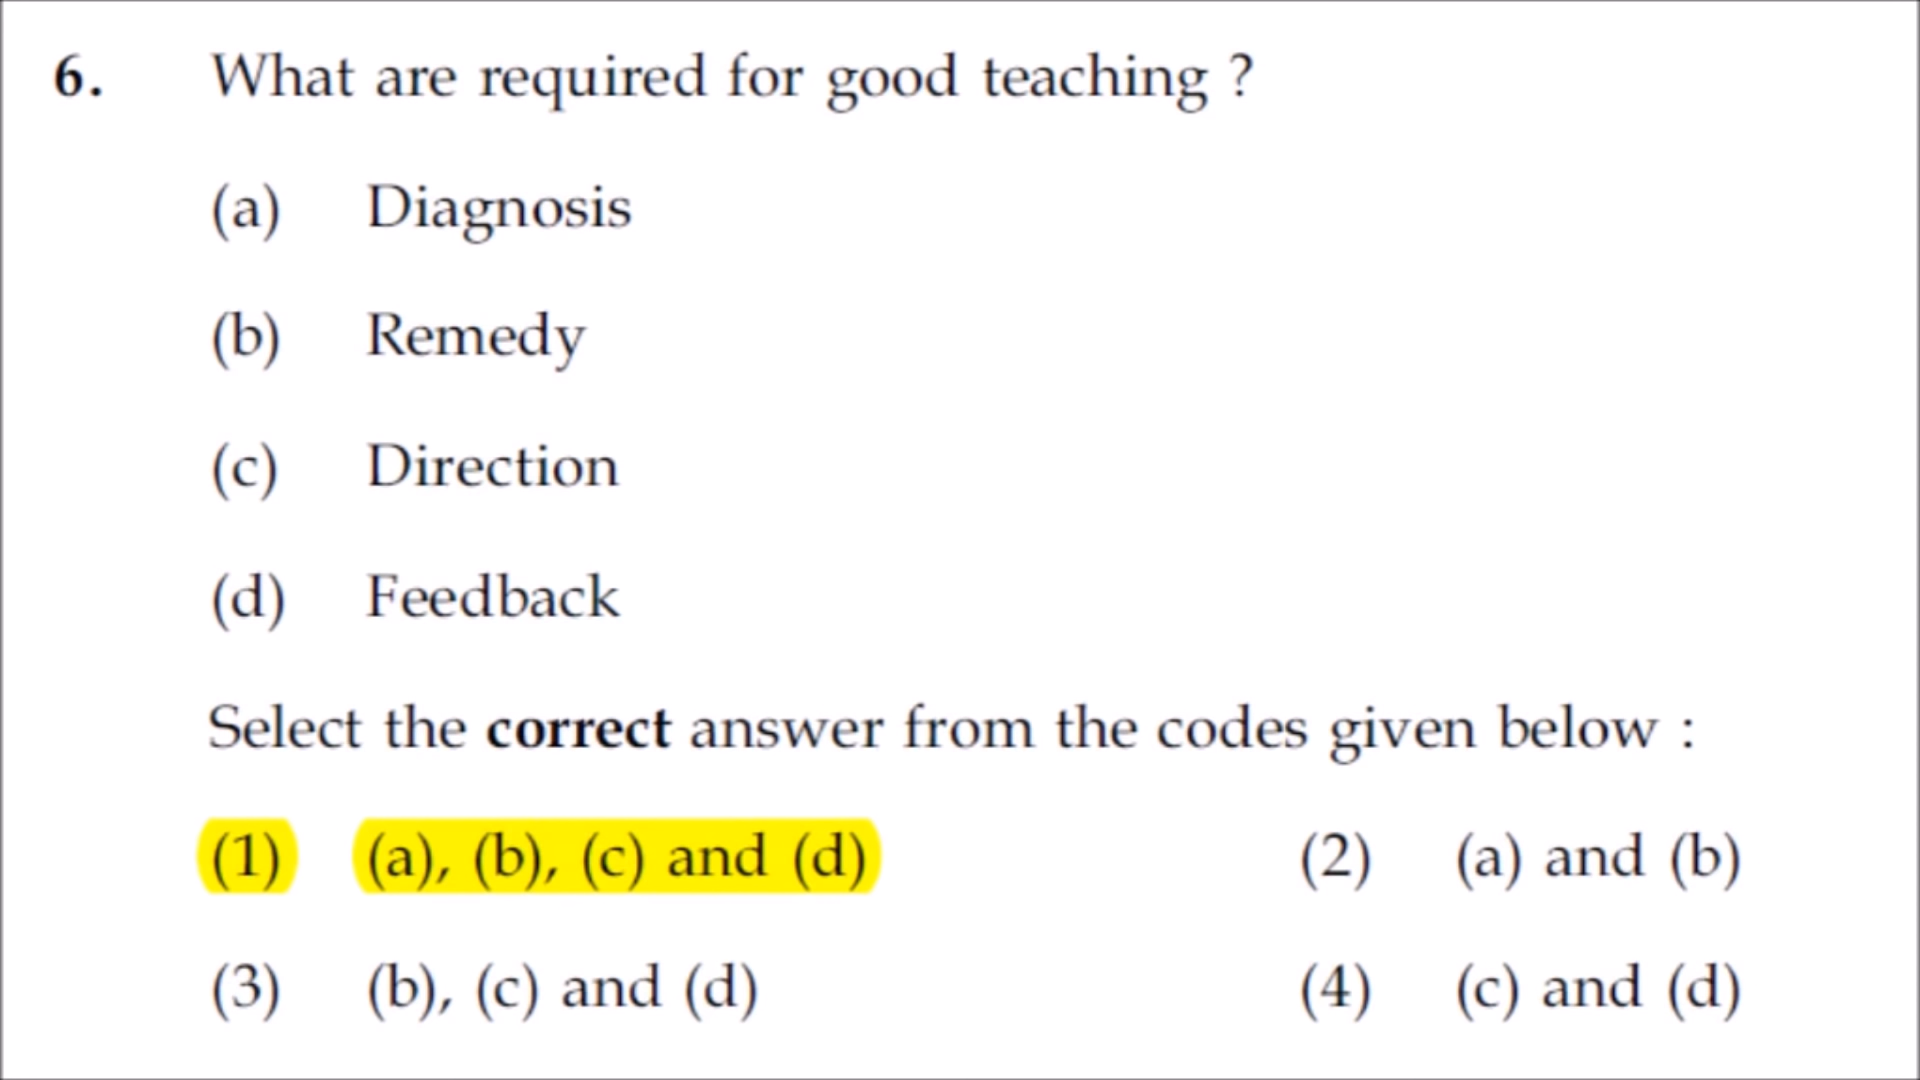 6. What are required for good teaching ?
(a) Diagnosis
(b) Remedy
(c) Direction
(d) Feedback
Select the correct answer from the codes given below :
(1) (a), (b), (c) and (d) (2) (a) and (b)
(3) (b), (c) and (d) (4) (c) and (d)